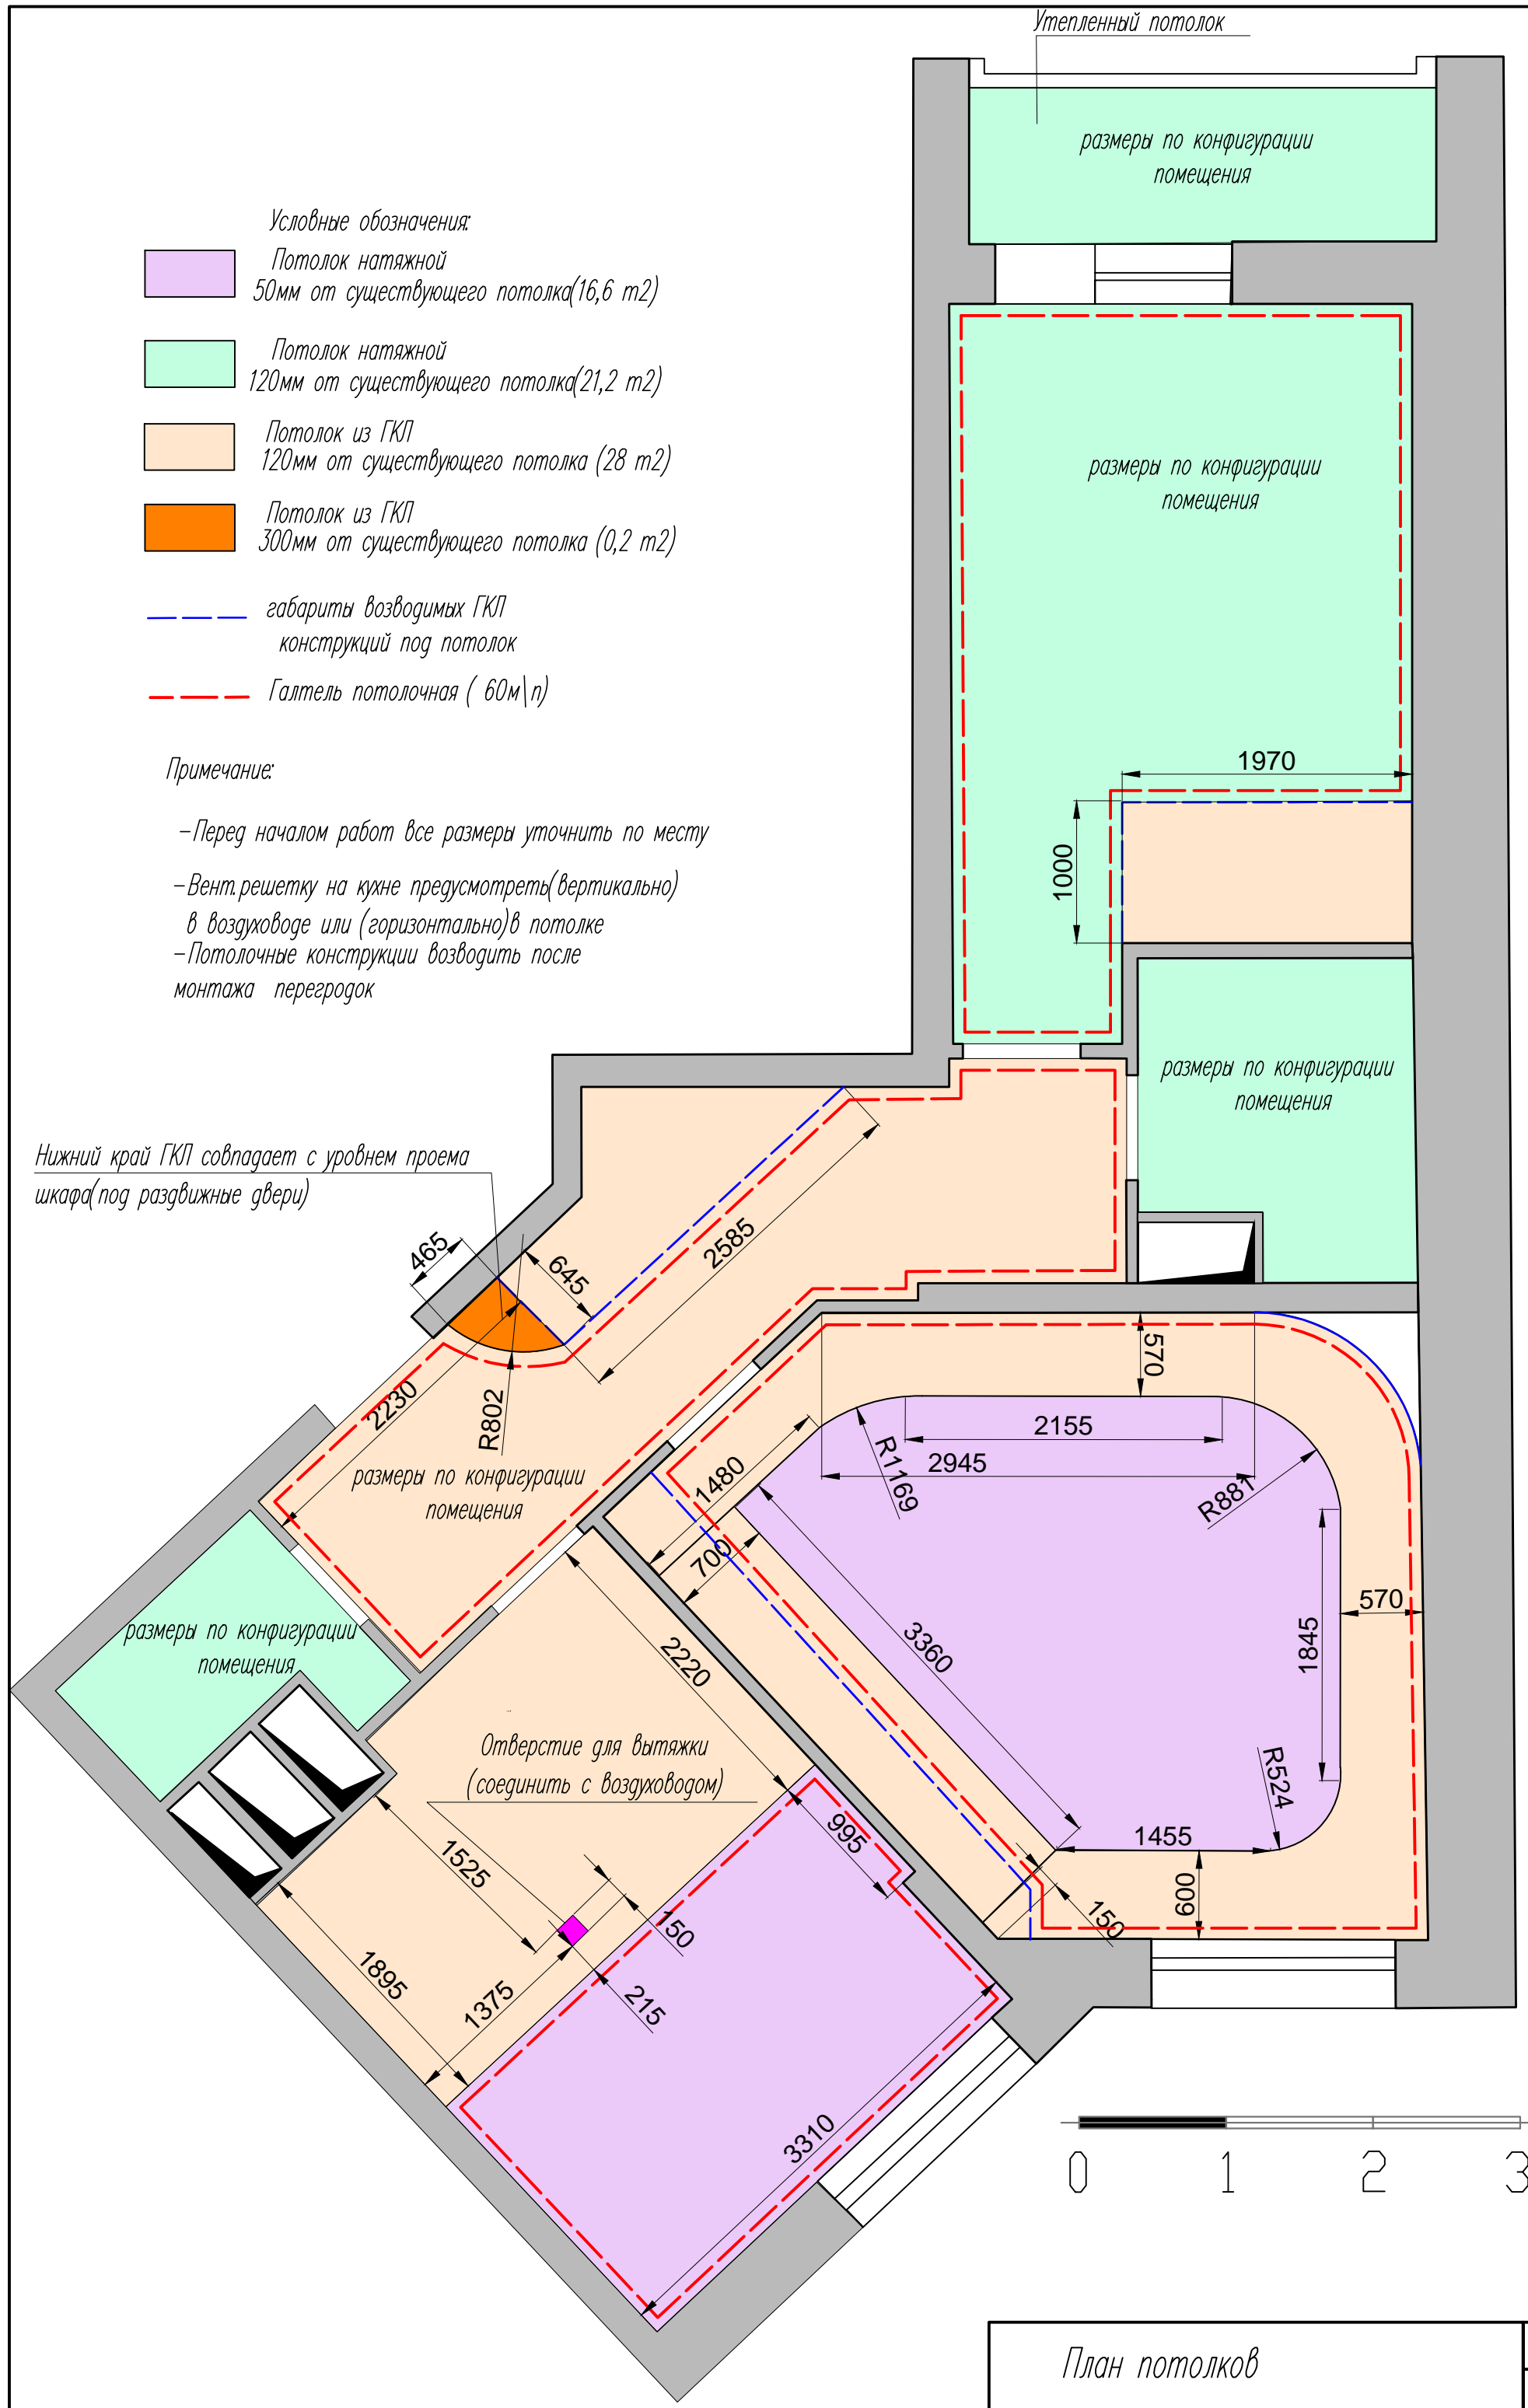 Утепленный потолок
размеры по конфигурации
помещения
Условные обозначения:
Потолок натяжной
50мм от существующего потолка(16,6 m2)
Потолок натяжной
120мм от существующего потолка(21,2 m2)
Потолок из ГКП
120мм от существующего потолка (28 m2)
Потолок из ГКП
300мм от существующего потолка (0,2 m2)
габариты возводимых ГКП
конструкций под потолок
Галтель потолочная ( 60м\п)
размеры по конфигурации
помещения
Примечание:
-Перед началом работ все размеры уточнить по месту
-Вент.решетку на кухне предусмотреть(вертикально)
в воздуховоде или (горизонтально)в потолке
-Потолочные конструкции возводить после
монтажа перегродок
1970
1000
размеры по конфигурации
помещения
Нижний край ГКП совпадает с уровнем проема
шкафа(под раздвижные двери)
465
645
2585
2230
R802
570
2155
2945
R1169
R881
1480
700
размеры по конфигурации
помещения
3360
570
1845
размеры по конфигурации
помещения
2220
Отверстие для вытяжки
(соединить с воздуховодом)
995
R524
1455
600
150
1525
150
1895
1375
215
3310
0 1 2 3
План потолков